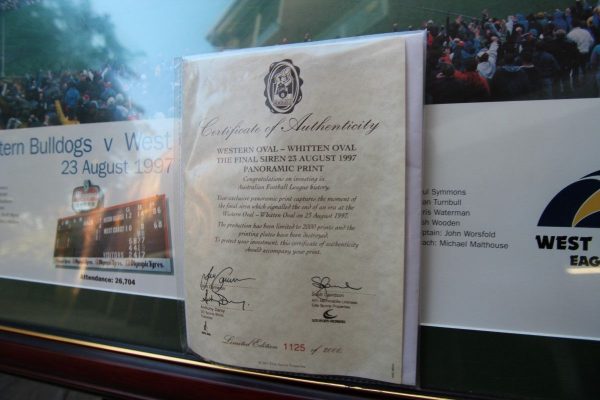 Certificate of Authenticity
WESTERN OVAL – WHITTEN OVAL
THE FINAL SIREN 23 AUGUST 1997
PANORAMIC PRINT
Congratulations on investing in
Australian Football League history.
Your exclusive panoramic print captures the moment of
the final siren which signalled the end of an era at the
Western Oval – Whitten Oval on 23 August 1997.
The production has been limited to 2000 prints and the
printing plates have been destroyed.
To protect your investment, this certificate of authenticity
should accompany your print.
Limited Edition 1125 of 2000
tern Bulldogs v West
23 August 1997
Attendance: 26,704
ul Symmons
an Turnbull
ris Waterman
sh Wooden
ptain: John Worsfold
ach: Michael Malthouse
WEST
EAG